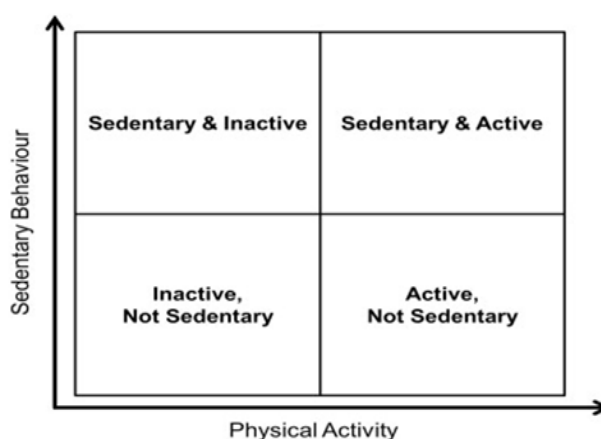 Sedentary Behaviour
Sedentary & Inactive
Sedentary & Active
Inactive,
Not Sedentary
Active,
Not Sedentary
Physical Activity